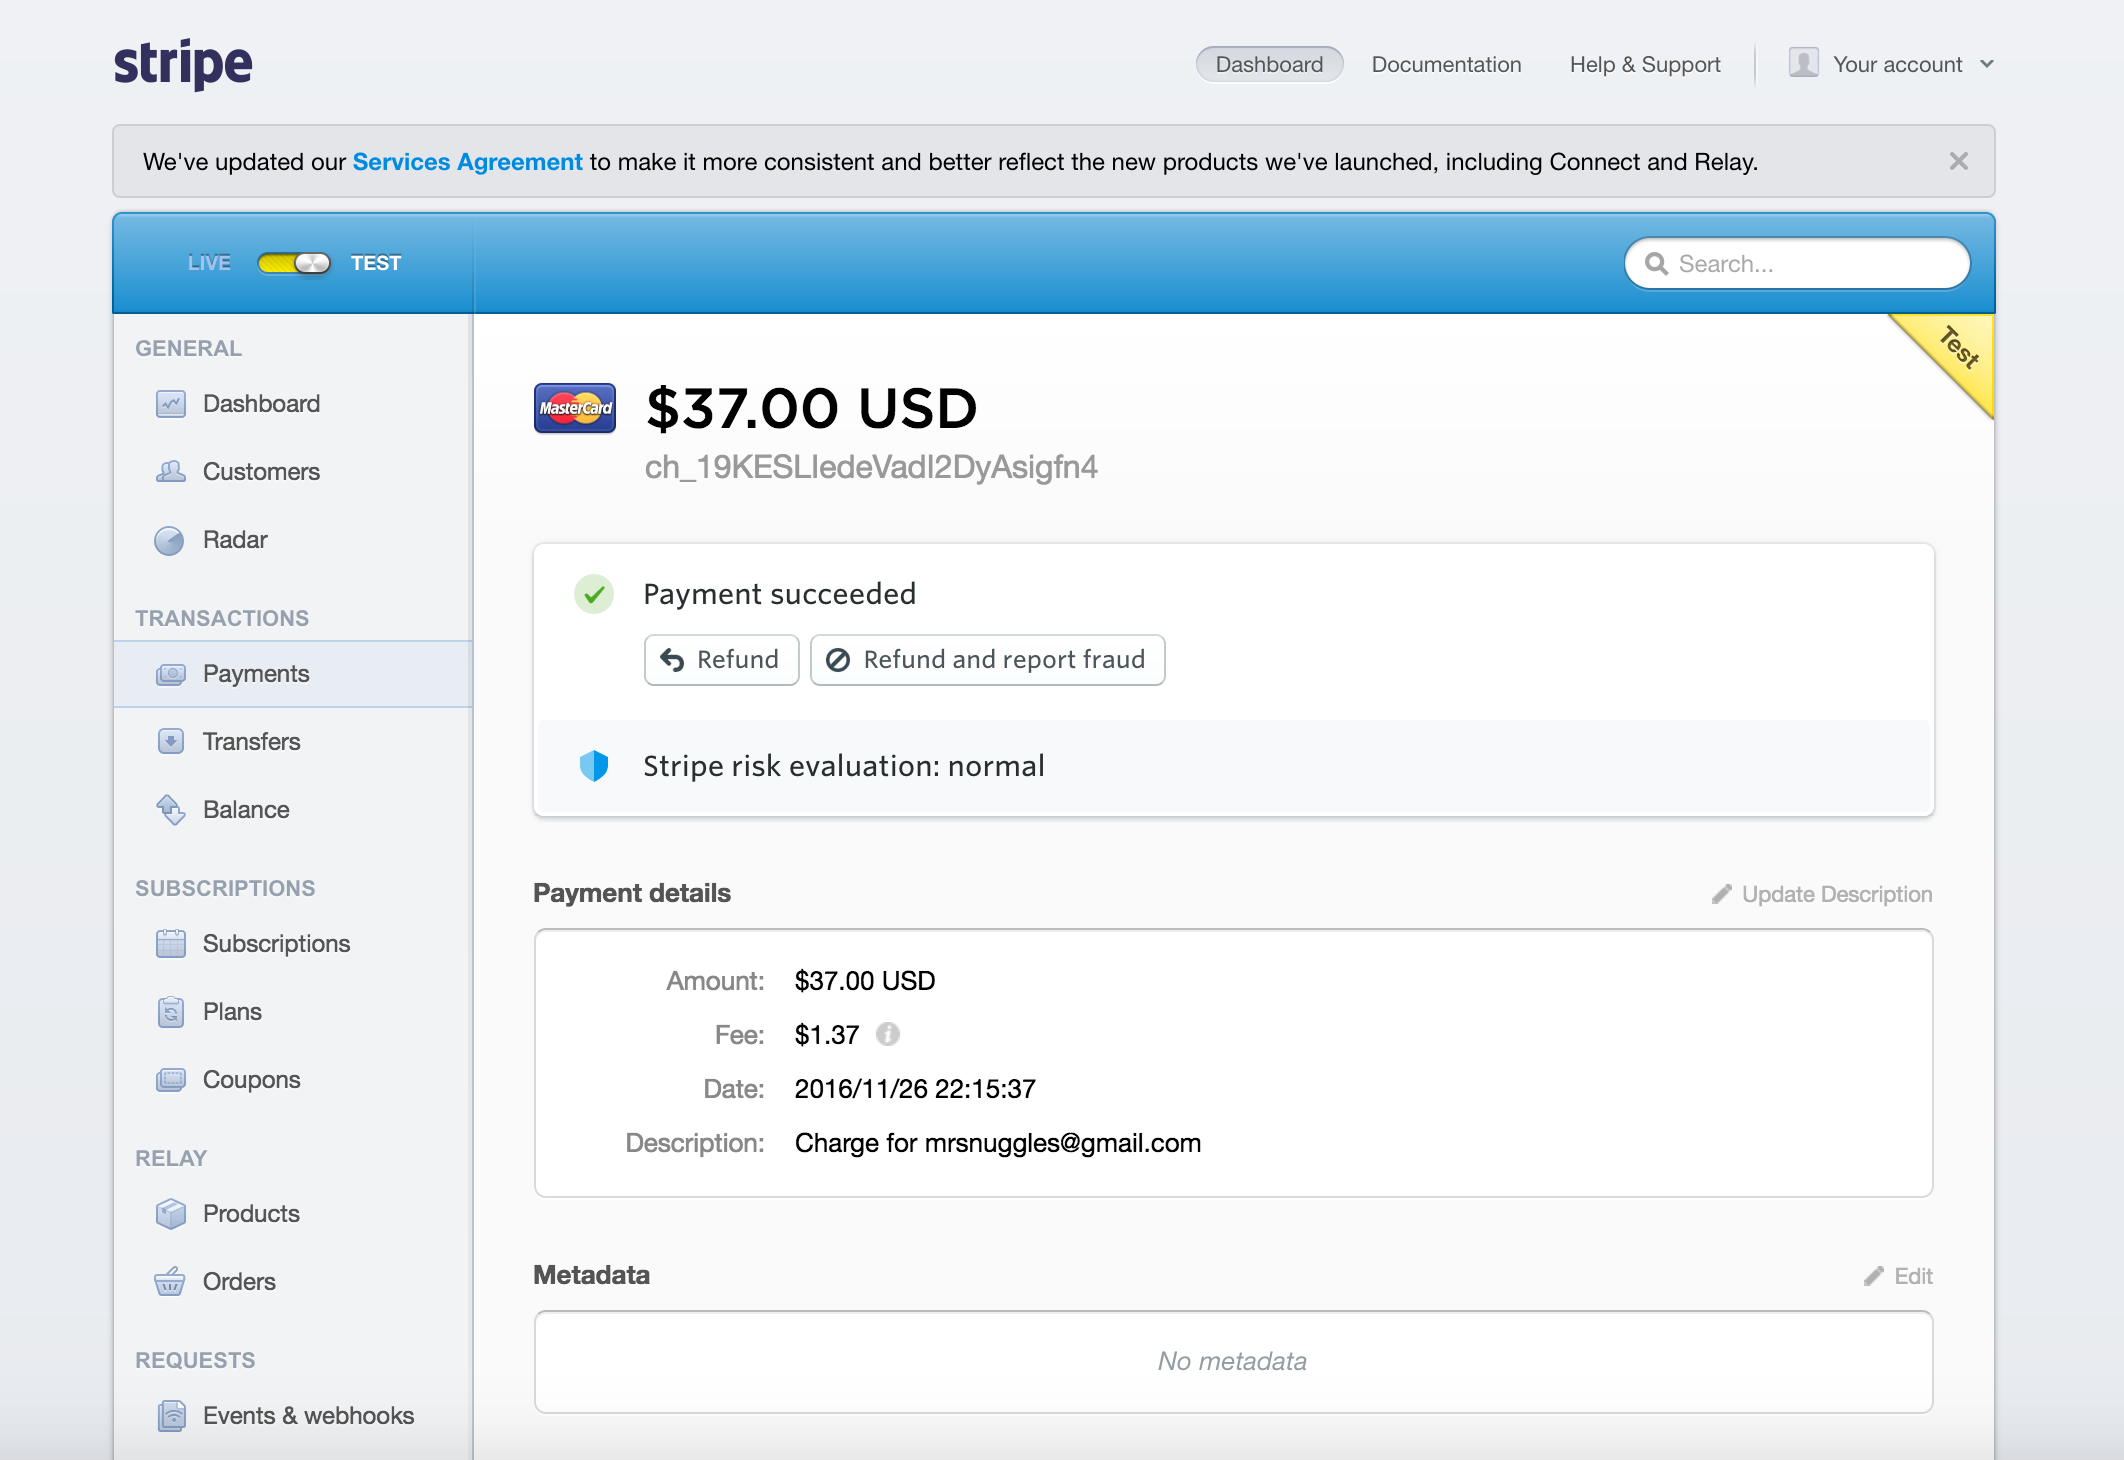 stripe
Dashboard Documentation Help & Support Your account
We've updated our Services Agreement to make it more consistent and better reflect the new products we've launched, including Connect and Relay.
LIVE TEST
Search...
Test
GENERAL
Dashboard
Customers
Radar
TRANSACTIONS
Payments
Transfers
Balance
SUBSCRIPTIONS
Subscriptions
Plans
Coupons
RELAY
Products
Orders
REQUESTS
Events & webhooks
MasterCard
$37.00 USD
ch_19KESLIedeVadI2DyAsigfn4
Payment succeeded
Refund Refund and report fraud
Stripe risk evaluation: normal
Payment details Update Description
Amount: $37.00 USD
Fee: $1.37
Date: 2016/11/26 22:15:37
Description: Charge for mrsnuggles@gmail.com
Metadata Edit
No metadata